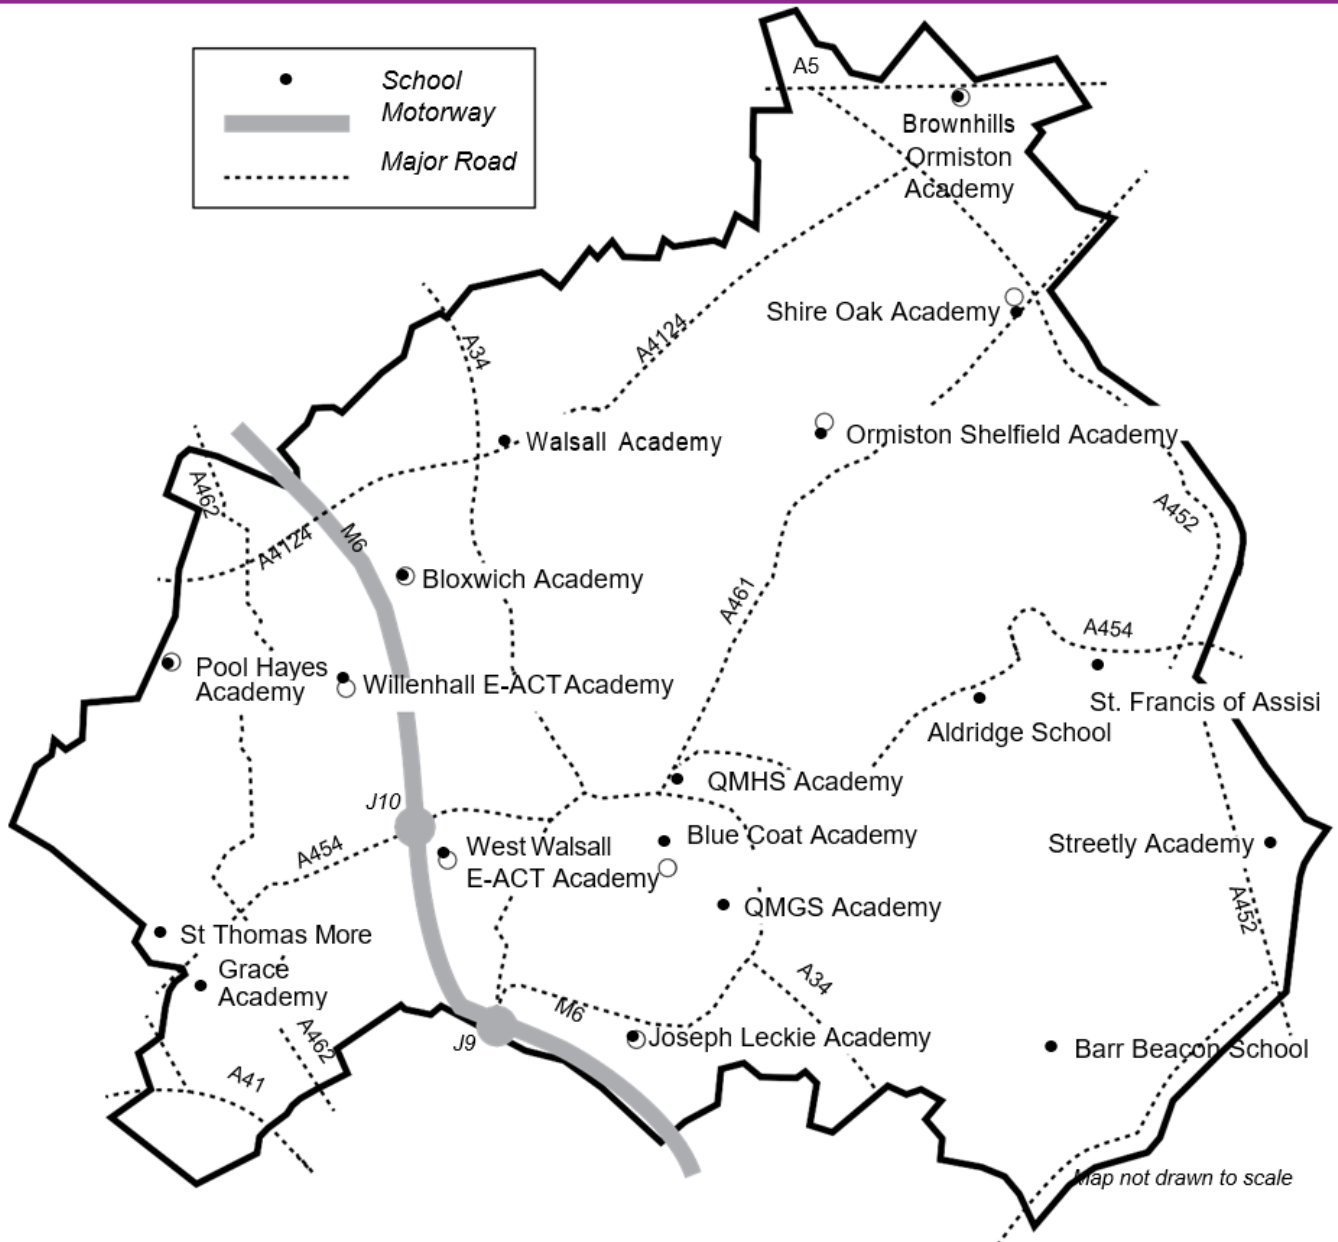 School
Motorway
Major Road
A5
Brownhills
Ormiston
Academy
Shire Oak Academy
A4124
A34
Walsall Academy
Ormiston Shelfield Academy
A462
A4124
M6
A452
Bloxwich Academy
A461
A454
Pool Hayes
Academy
Willenhall E-ACT Academy
St. Francis of Assisi
Aldridge School
QMHS Academy
J10
A454
West Walsall
E-ACT Academy
Blue Coat Academy
Streetly Academy
QMGS Academy
A452
St Thomas More
Grace
Academy
A34
M6
A462
J9
Joseph Leckie Academy
Barr Beacon School
A41
Map not drawn to scale